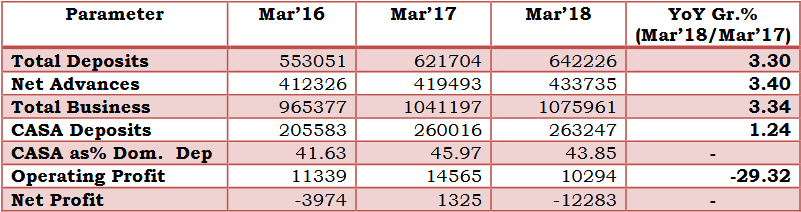 Parameter Mar’16 Mar’17 Mar’18 YoY Gr.%
(Mar’18/Mar’17)
Total Deposits 553051 621704 642226 3.30
Net Advances 412326 419493 433735 3.40
Total Business 965377 1041197 1075961 3.34
CASA Deposits 205583 260016 263247 1.24
CASA as% Dom. Dep 41.63 45.97 43.85 -
Operating Profit 11339 14565 10294 -29.32
Net Profit -3974 1325 -12283 -